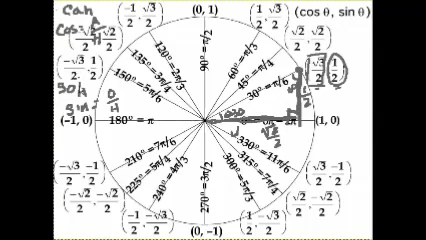 Cah
(-1/2, √3/2)
(0, 1)
(1/2, √3/2)
(cos θ, sin θ)
Cos = A/H
√2/2)
(√2/2, √2/2)
120° = 2π/3
90° = π/2
60° = π/3
135° = 3π/4
45° = π/4
(-√3/2, 1/2)
150° = 5π/6
30° = π/6
(√3/2, 1/2)
Soh
sin = O/H
1/2
(-1, 0)
180° = π
2π
(1, 0)
√3/2
210° = 7π/6
330° = 11π/6
225° = 5π/4
315° = 7π/4
(-√3/2, -1/2)
240° = 4π/3
270° = 3π/2
300° = 5π/3
(√3/2, -1/2)
(-√2/2, -√2/2)
(√2/2, -√2/2)
(-1/2, -√3/2)
(0, -1)
(1/2, -√3/2)